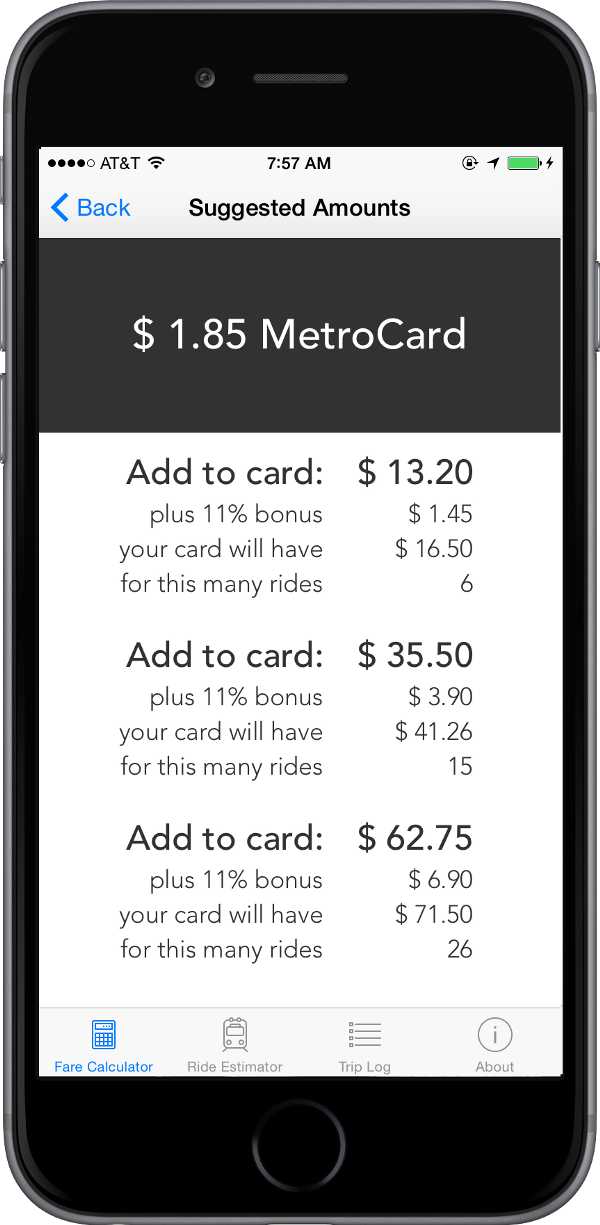 AT&T 7:57 AM
Back Suggested Amounts
$ 1.85 MetroCard
Add to card: $ 13.20
plus 11% bonus $ 1.45
your card will have $ 16.50
for this many rides 6
Add to card: $ 35.50
plus 11% bonus $ 3.90
your card will have $ 41.26
for this many rides 15
Add to card: $ 62.75
plus 11% bonus $ 6.90
your card will have $ 71.50
for this many rides 26
Fare Calculator Ride Estimator Trip Log About